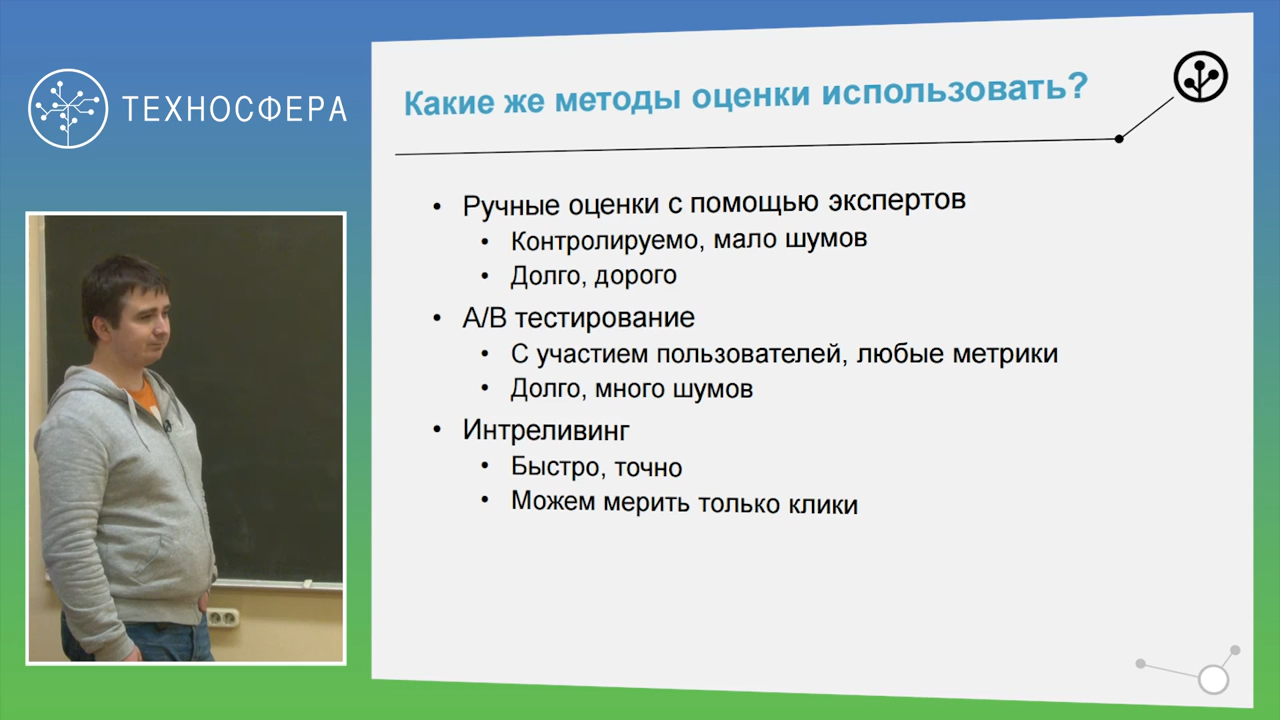 ТЕХНОСФЕРА
Какие же методы оценки использовать?
• Ручные оценки с помощью экспертов
• Контролируемо, мало шумов
• Долго, дорого
• A/B тестирование
• С участием пользователей, любые метрики
• Долго, много шумов
• Интреливинг
• Быстро, точно
• Можем мерить только клики